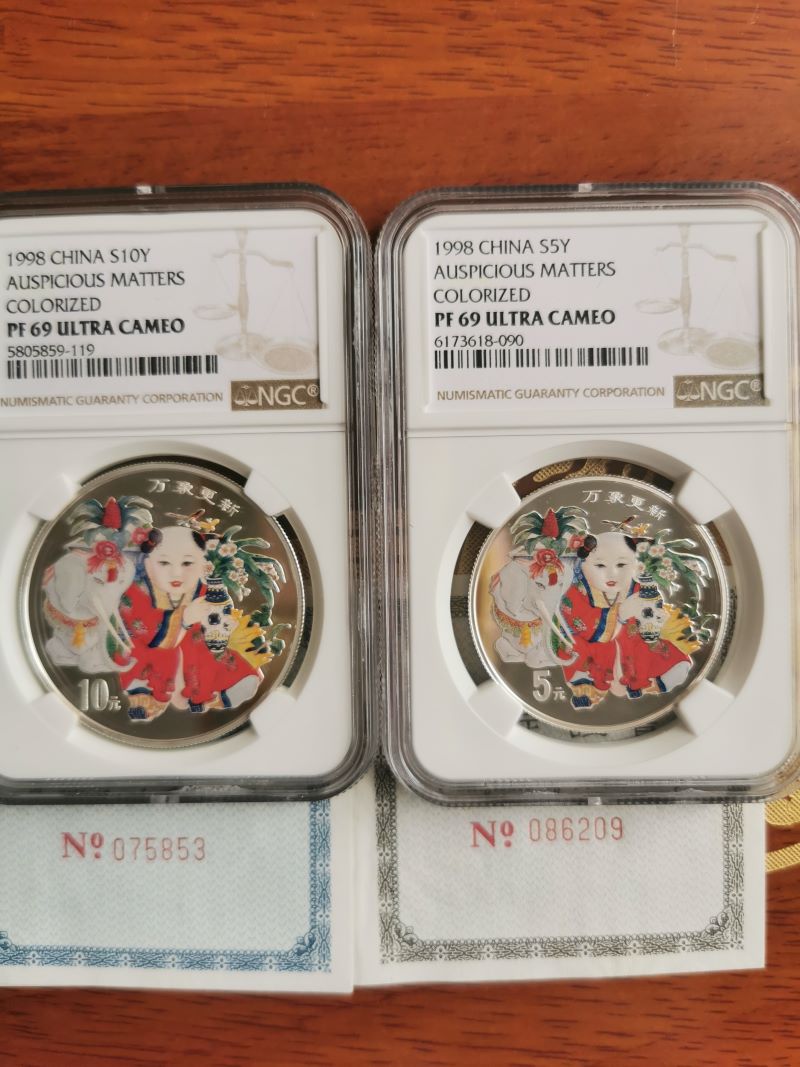 1998 CHINA S10Y
AUSPICIOUS MATTERS
COLORIZED
PF 69 ULTRA CAMEO
5805859-119
NUMISMATIC GUARANTY CORPORATION
NGC®
万象更新
10元
Nº 075853
1998 CHINA S5Y
AUSPICIOUS MATTERS
COLORIZED
PF 69 ULTRA CAMEO
6173618-090
NUMISMATIC GUARANTY CORPORATION
NGC®
万象更新
5元
Nº 086209